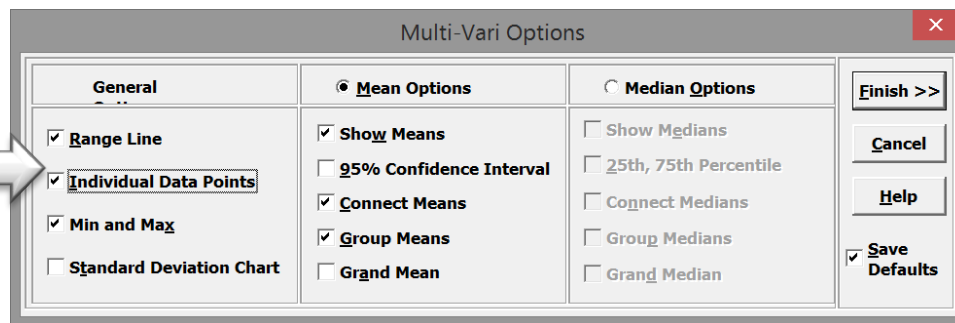 Multi-Vari Options
General
Mean Options
Median Options
Range Line
Individual Data Points
Min and Max
Standard Deviation Chart
Show Means
95% Confidence Interval
Connect Means
Group Means
Grand Mean
Show Medians
25th, 75th Percentile
Connect Medians
Group Medians
Grand Median
Finish >>
Cancel
Help
Save
Defaults